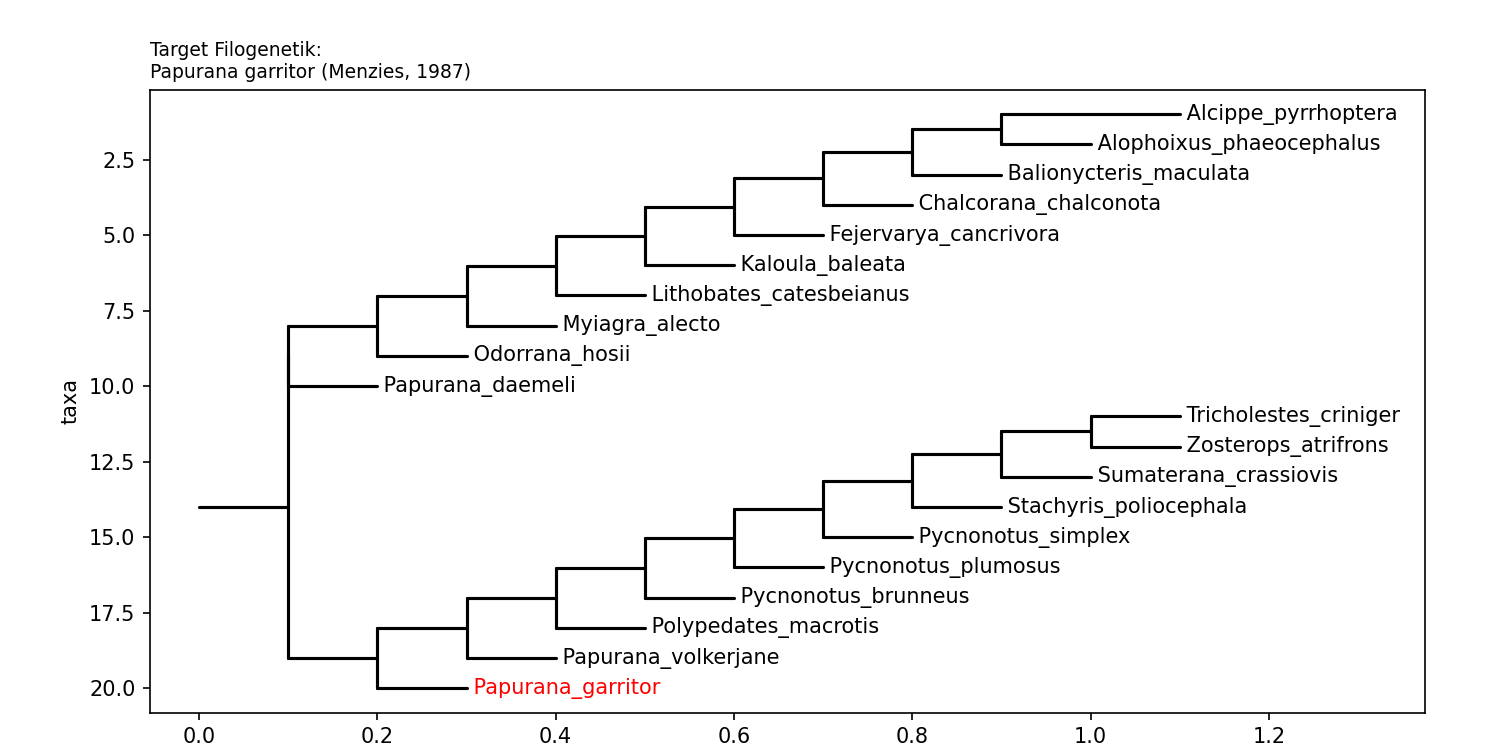 Target Filogenetik:
Papurana garritor (Menzies, 1987)
Alcippe_pyrrhoptera
Alophoixus_phaeocephalus
2.5
Balionycteris_maculata
Chalcorana_chalconota
5.0
Fejervarya_cancrivora
Kaloula_baleata
Lithobates_catesbeianus
7.5
Myiagra_alecto
Odorrana_hosii
10.0
Papurana_daemeli
taxa
Tricholestes_criniger
Zosterops_atrifrons
12.5
Sumaterana_crassiovis
Stachyris_poliocephala
15.0
Pycnonotus_simplex
Pycnonotus_plumosus
Pycnonotus_brunneus
17.5
Polypedates_macrotis
Papurana_volkerjane
20.0
Papurana_garritor
0.0 0.2 0.4 0.6 0.8 1.0 1.2